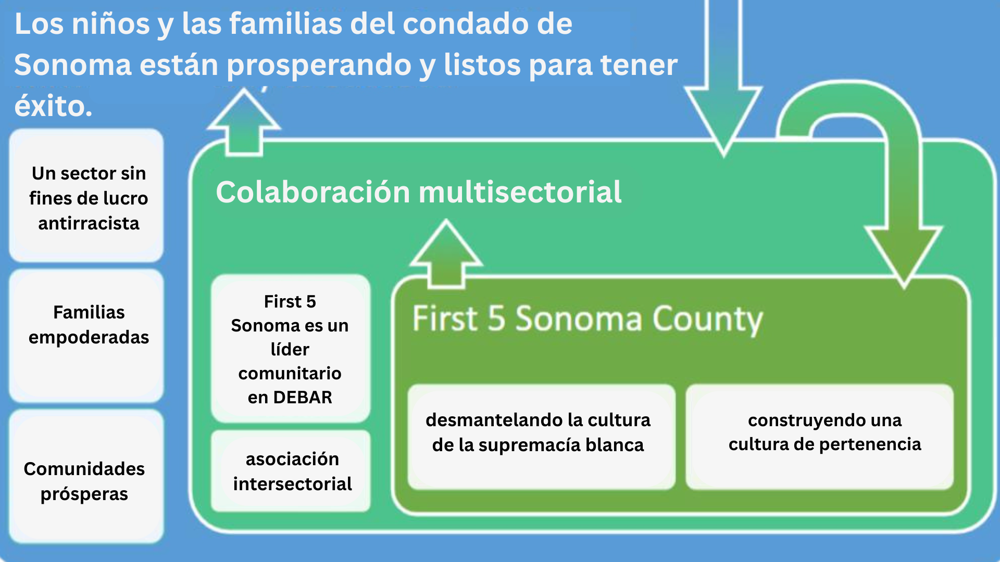 Los niños y las familias del condado de
Sonoma están prosperando y listos para tener
éxito.
Un sector sin
fines de lucro
antirracista
Familias
empoderadas
Comunidades
prósperas
Colaboración multisectorial
First 5
Sonoma es un
líder
comunitario
en DEBAR
asociación
intersectorial
First 5 Sonoma County
desmantelando la cultura
de la supremacía blanca
construyendo una
cultura de pertenencia